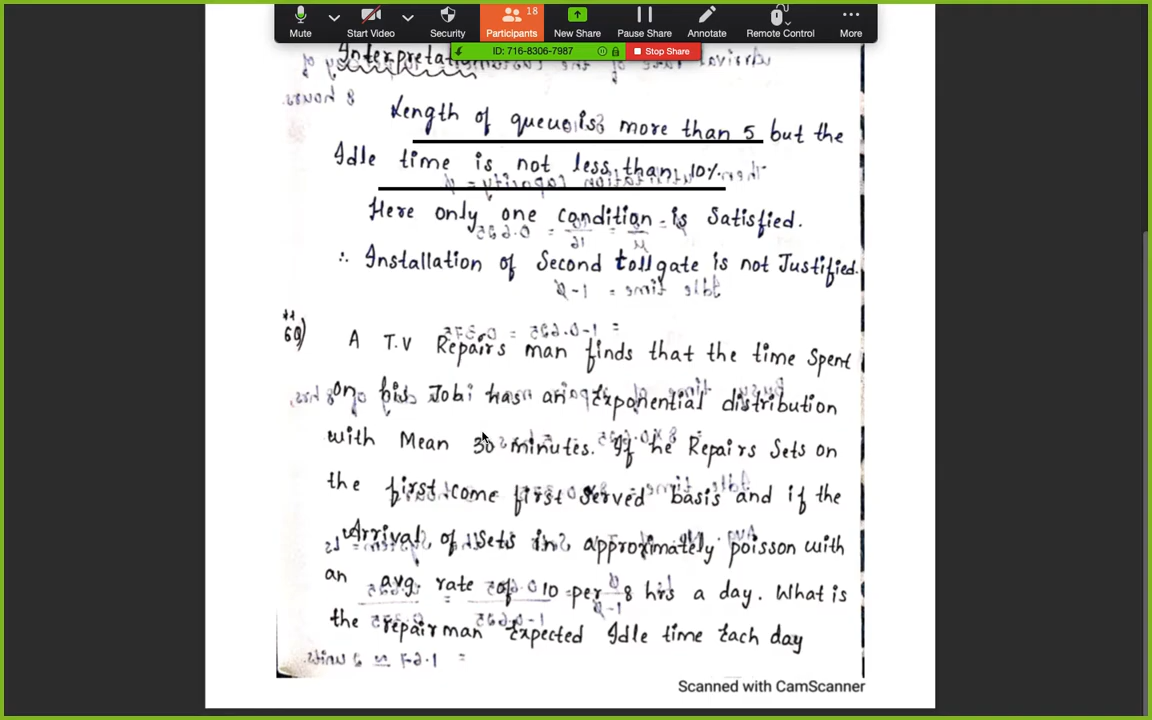 Mute
Start Video
Security
18
Participants
New Share
Pause Share
Annotate
Remote Control
More
ID: 716-8306-7987
Stop Share
Interpretation
Length of queue is more than 5 but the
Idle time is not less than 10%.
Here only one condition is Satisfied.
∴ Installation of Second tollgate is not Justified.
6Q)
A T.V Repairs man finds that the time Spent
on his Job has an Exponential distribution
with Mean 30 minutes. If he Repairs Sets on
the first come first Served basis and if the
Arrival of Sets is approximately poisson with
an avg. rate of 10 per 8 hrs a day. What is
the repairman Expected Idle time Each day
Scanned with CamScanner